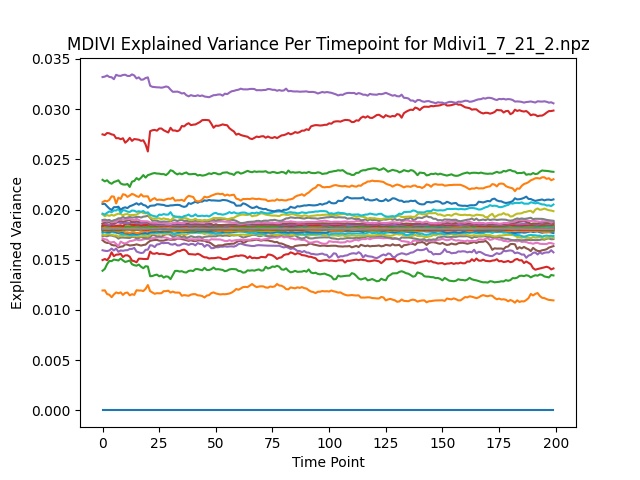 MDIVI Explained Variance Per Timepoint for Mdivi1_7_21_2.npz
0.035
0.030
0.025
0.020
0.015
0.010
0.005
0.000
Explained Variance
0 25 50 75 100 125 150 175 200
Time Point